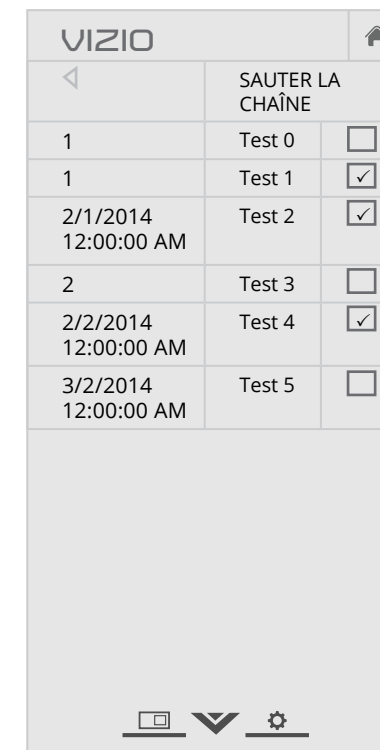 VIZIO
SAUTER LA
CHAÎNE
1 Test 0
1 Test 1
2/1/2014 Test 2
12:00:00 AM
2 Test 3
2/2/2014 Test 4
12:00:00 AM
3/2/2014 Test 5
12:00:00 AM